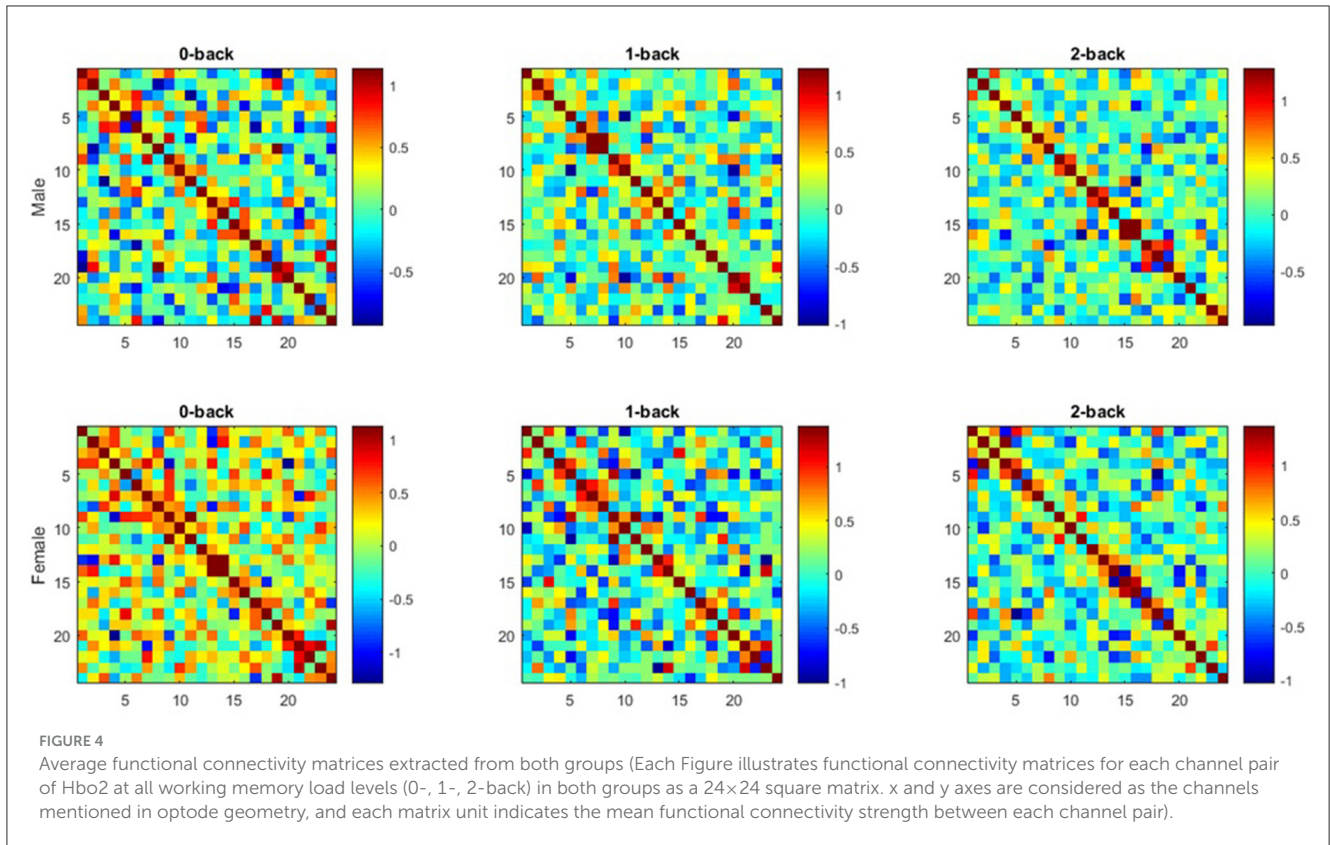 0-back 1-back 2-back
1 1 1
5 5 5
0.5 0.5 0.5
10 10 10
Male
0 0 0
15 15 15
-0.5 -0.5 -0.5
20 20 20
-1
5 10 15 20 5 10 15 20 5 10 15 20
0-back 1-back 2-back
1 1 1
5 5 5
0.5 0.5 0.5
10 10 10
Female
0 0 0
15 15 15
-0.5 -0.5 -0.5
20 20 20
-1 -1 -1
5 10 15 20 5 10 15 20 5 10 15 20
FIGURE 4
Average functional connectivity matrices extracted from both groups (Each Figure illustrates functional connectivity matrices for each channel pair
of Hbo2 at all working memory load levels (0-, 1-, 2-back) in both groups as a 24×24 square matrix. x and y axes are considered as the channels
mentioned in optode geometry, and each matrix unit indicates the mean functional connectivity strength between each channel pair).